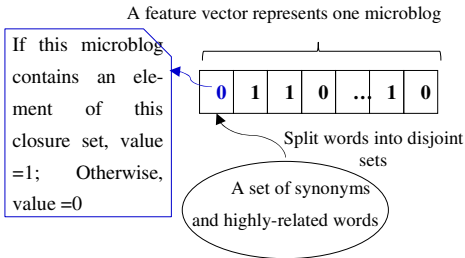 A feature vector represents one microblog
If this microblog
contains an ele-
ment of this
closure set, value
=1; Otherwise,
value =0
0 1 1 0 ... 1 0
Split words into disjoint
sets
A set of synonyms
and highly-related words